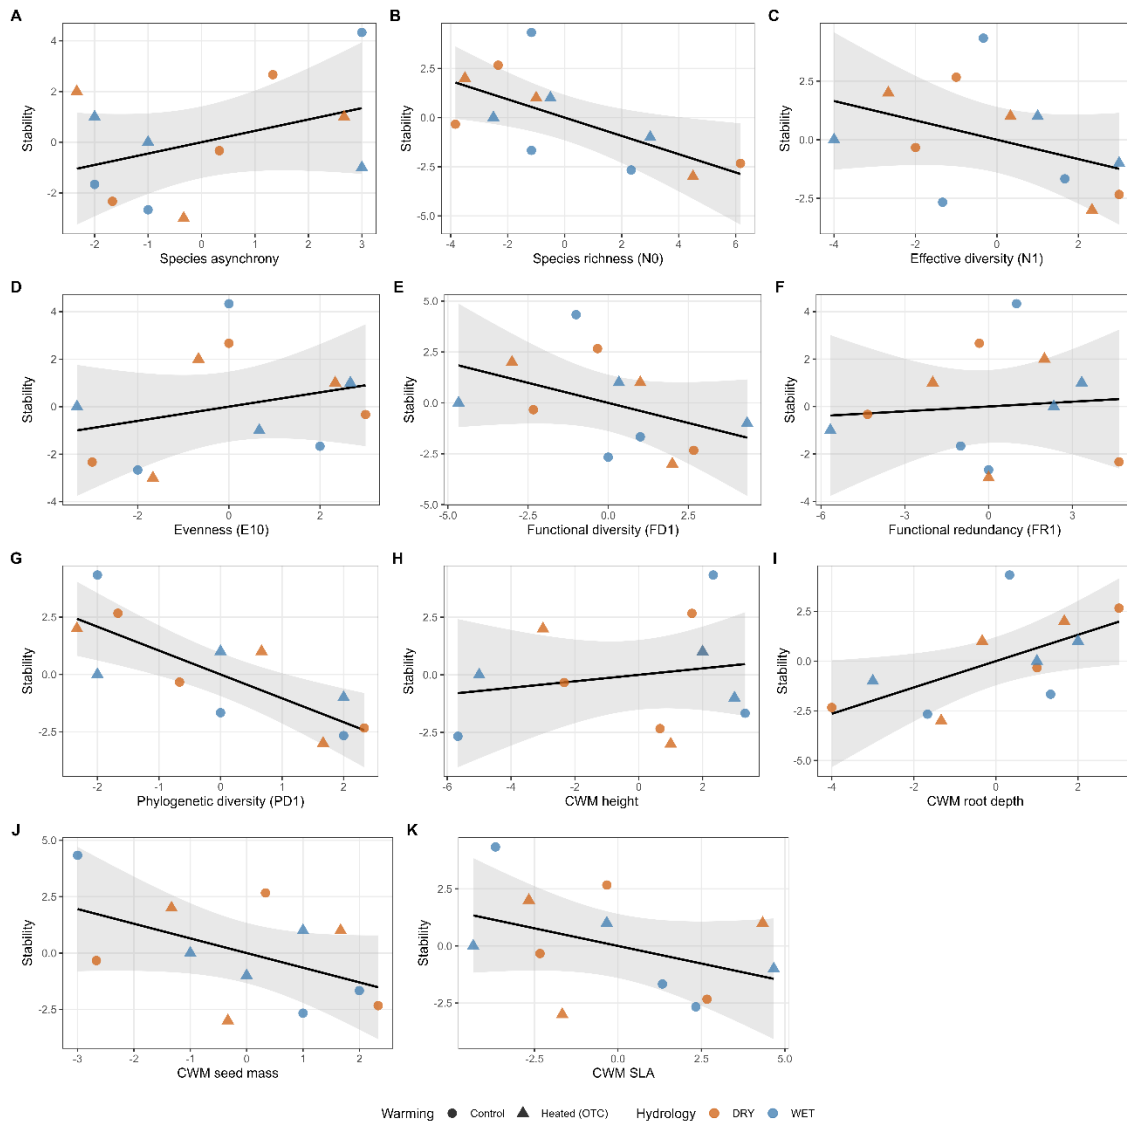 A
B
C
Stability
4
2
0
-2
-2
-1
0
1
2
3
Species asynchrony
Stability
2.5
0.0
-2.5
-5.0
-4
-2
0
2
4
6
Species richness (N0)
Stability
2.5
0.0
-2.5
-4
-2
0
2
Effective diversity (N1)
D
E
F
Stability
4
2
0
-2
-4
-2
0
2
Evenness (E10)
Stability
5.0
2.5
0.0
-2.5
-5.0
-5.0
-2.5
0.0
2.5
Functional diversity (FD1)
Stability
4
2
0
-2
-4
-6
-3
0
3
Functional redundancy (FR1)
G
H
I
Stability
2.5
0.0
-2.5
-2
-1
0
1
2
Phylogenetic diversity (PD1)
Stability
2.5
0.0
-2.5
-6
-4
-2
0
2
CWM height
Stability
2.5
0.0
-2.5
-5.0
-4
-2
0
2
CWM root depth
J
K
Stability
5.0
2.5
0.0
-2.5
-3
-2
-1
0
1
2
CWM seed mass
Stability
2.5
0.0
-2.5
-2.5
0.0
2.5
5.0
CWM SLA
Warming Control Heated (OTC) Hydrology DRY WET